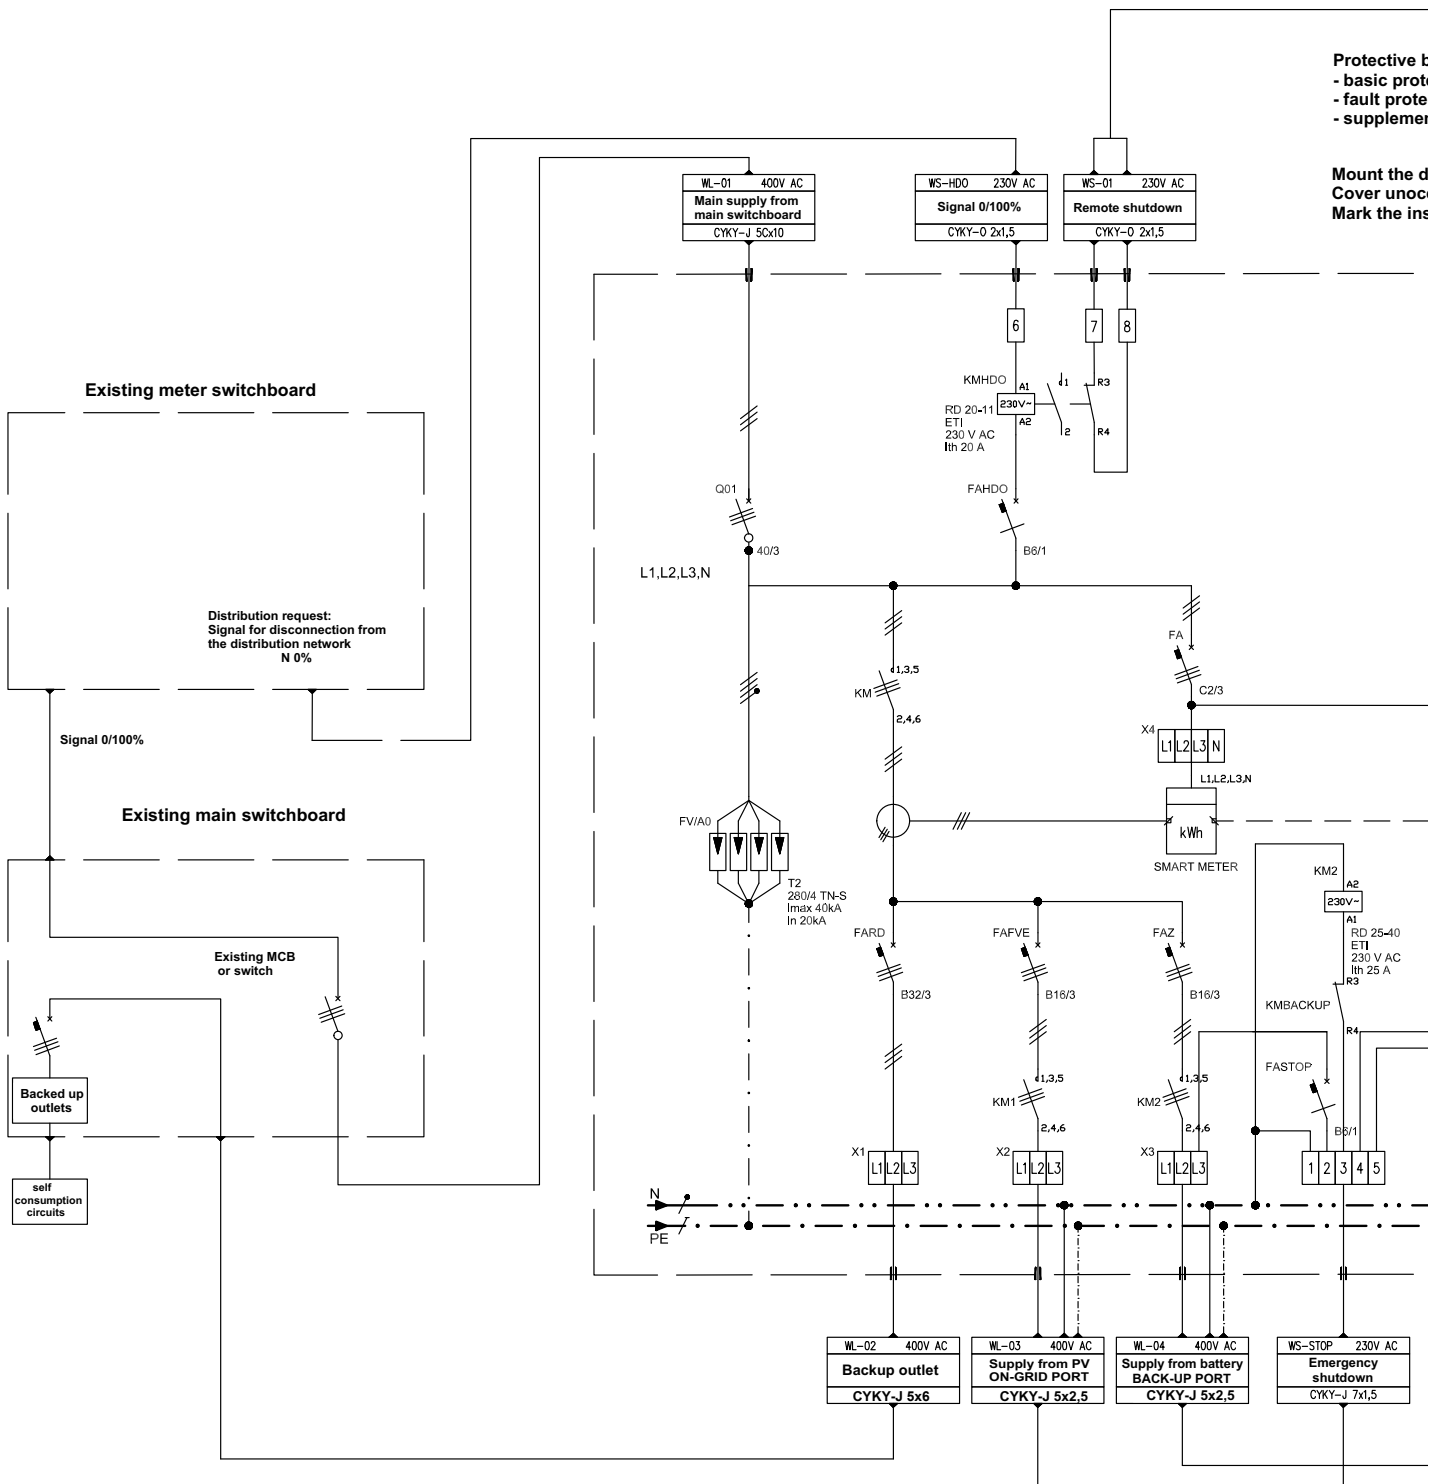 Protective b
- basic prote
- fault prote
- supplemen
Mount the d
Cover unocc
Mark the ins
WL-01 400V AC
Main supply from
main switchboard
CYKY-J 5Cx10
WS-HDO 230V AC
Signal 0/100%
CYKY-O 2x1,5
WS-01 230V AC
Remote shutdown
CYKY-O 2x1,5
6
7
8
KMHDO
A1
230V~
A2
1
2
R3
R4
RD 20-11
ETI
230 V AC
Ith 20 A
Existing meter switchboard
Q01
40/3
FAHDO
B6/1
L1,L2,L3,N
Distribution request:
Signal for disconnection from
the distribution network
N 0%
Signal 0/100%
KM
1,3,5
2,4,6
FA
C2/3
X4
L1 L2 L3 N
L1,L2,L3,N
kWh
SMART METER
Existing main switchboard
FV/A0
T2
280/4 TN-S
Imax 40kA
In 20kA
KM2
A2
230V~
A1
RD 25-40
ETI
230 V AC
Ith 25 A
R3
KMBACKUP
R4
Existing MCB
or switch
FARD
B32/3
FAFVE
B16/3
FAZ
B16/3
FASTOP
B6/1
KM1
1,3,5
2,4,6
KM2
1,3,5
2,4,6
Backed up
outlets
self
consumption
circuits
X1
L1 L2 L3
X2
L1 L2 L3
X3
L1 L2 L3
1 2 3 4 5
N
PE
WL-02 400V AC
Backup outlet
CYKY-J 5x6
WL-03 400V AC
Supply from PV
ON-GRID PORT
CYKY-J 5x2,5
WL-04 400V AC
Supply from battery
BACK-UP PORT
CYKY-J 5x2,5
WS-STOP 230V AC
Emergency
shutdown
CYKY-J 7x1,5